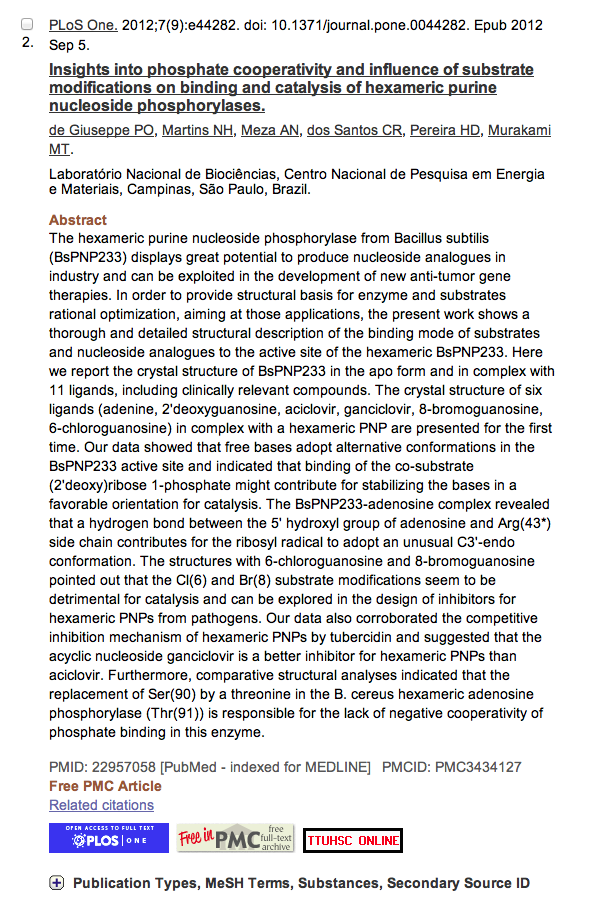 PLoS One. 2012;7(9):e44282. doi: 10.1371/journal.pone.0044282. Epub 2012
2. Sep 5.
Insights into phosphate cooperativity and influence of substrate
modifications on binding and catalysis of hexameric purine
nucleoside phosphorylases.
de Giuseppe PO, Martins NH, Meza AN, dos Santos CR, Pereira HD, Murakami
MT.
Laboratório Nacional de Biociências, Centro Nacional de Pesquisa em Energia
e Materiais, Campinas, São Paulo, Brazil.
Abstract
The hexameric purine nucleoside phosphorylase from Bacillus subtilis
(BsPNP233) displays great potential to produce nucleoside analogues in
industry and can be exploited in the development of new anti-tumor gene
therapies. In order to provide structural basis for enzyme and substrates
rational optimization, aiming at those applications, the present work shows a
thorough and detailed structural description of the binding mode of substrates
and nucleoside analogues to the active site of the hexameric BsPNP233. Here
we report the crystal structure of BsPNP233 in the apo form and in complex with
11 ligands, including clinically relevant compounds. The crystal structure of six
ligands (adenine, 2'deoxyguanosine, aciclovir, ganciclovir, 8-bromoguanosine,
6-chloroguanosine) in complex with a hexameric PNP are presented for the first
time. Our data showed that free bases adopt alternative conformations in the
BsPNP233 active site and indicated that binding of the co-substrate
(2'deoxy)ribose 1-phosphate might contribute for stabilizing the bases in a
favorable orientation for catalysis. The BsPNP233-adenosine complex revealed
that a hydrogen bond between the 5' hydroxyl group of adenosine and Arg(43*)
side chain contributes for the ribosyl radical to adopt an unusual C3'-endo
conformation. The structures with 6-chloroguanosine and 8-bromoguanosine
pointed out that the Cl(6) and Br(8) substrate modifications seem to be
detrimental for catalysis and can be explored in the design of inhibitors for
hexameric PNPs from pathogens. Our data also corroborated the competitive
inhibition mechanism of hexameric PNPs by tubercidin and suggested that the
acyclic nucleoside ganciclovir is a better inhibitor for hexameric PNPs than
aciclovir. Furthermore, comparative structural analyses indicated that the
replacement of Ser(90) by a threonine in the B. cereus hexameric adenosine
phosphorylase (Thr(91)) is responsible for the lack of negative cooperativity of
phosphate binding in this enzyme.
PMID: 22957058 [PubMed - indexed for MEDLINE] PMCID: PMC3434127
Free PMC Article
Related citations
OPEN ACCESS TO FULL TEXT
PLOS ONE
Free in PMC free full-text archive
TTUHSC ONLINE
Publication Types, MeSH Terms, Substances, Secondary Source ID